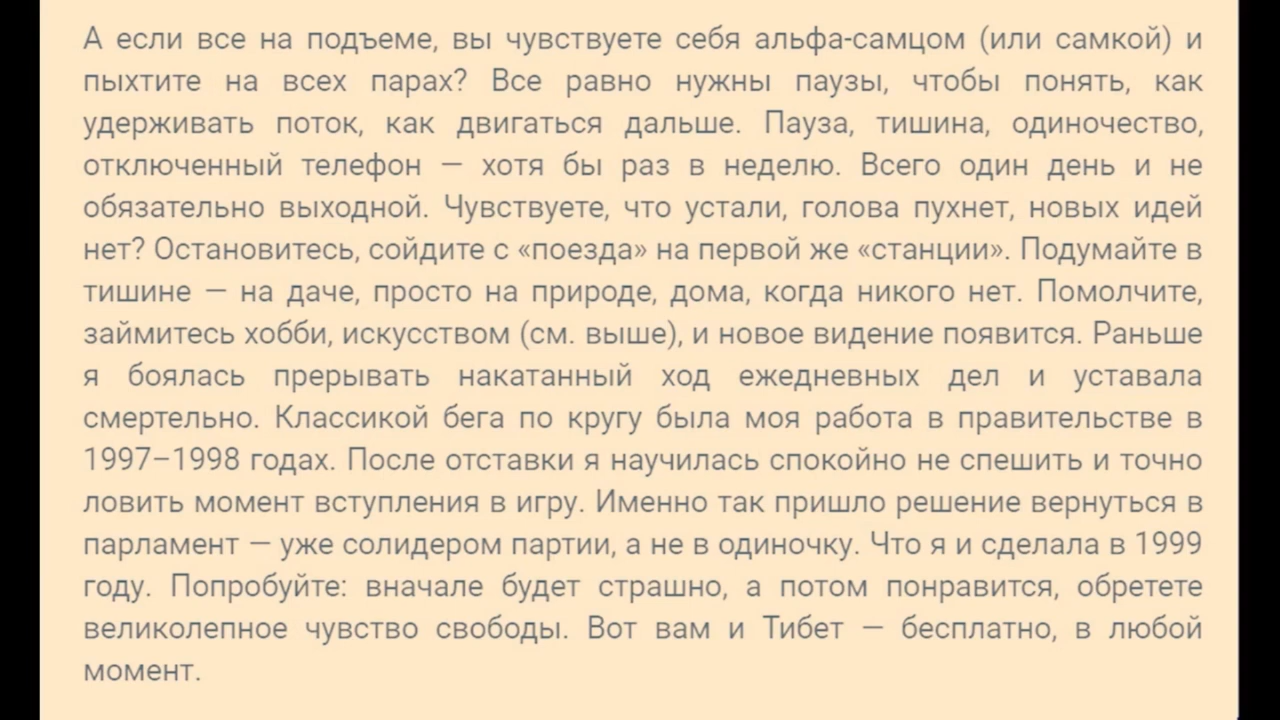 А если все на подъеме, вы чувствуете себя альфа-самцом (или самкой) и
пыхтите на всех парах? Все равно нужны паузы, чтобы понять, как
удерживать поток, как двигаться дальше. Пауза, тишина, одиночество,
отключенный телефон — хотя бы раз в неделю. Всего один день и не
обязательно выходной. Чувствуете, что устали, голова пухнет, новых идей
нет? Остановитесь, сойдите с «поезда» на первой же «станции». Подумайте в
тишине — на даче, просто на природе, дома, когда никого нет. Помолчите,
займитесь хобби, искусством (см. выше), и новое видение появится. Раньше
я боялась прерывать накатанный ход ежедневных дел и уставала
смертельно. Классикой бега по кругу была моя работа в правительстве в
1997–1998 годах. После отставки я научилась спокойно не спешить и точно
ловить момент вступления в игру. Именно так пришло решение вернуться в
парламент — уже солидером партии, а не в одиночку. Что я и сделала в 1999
году. Попробуйте: вначале будет страшно, а потом понравится, обретете
великолепное чувство свободы. Вот вам и Тибет — бесплатно, в любой
момент.